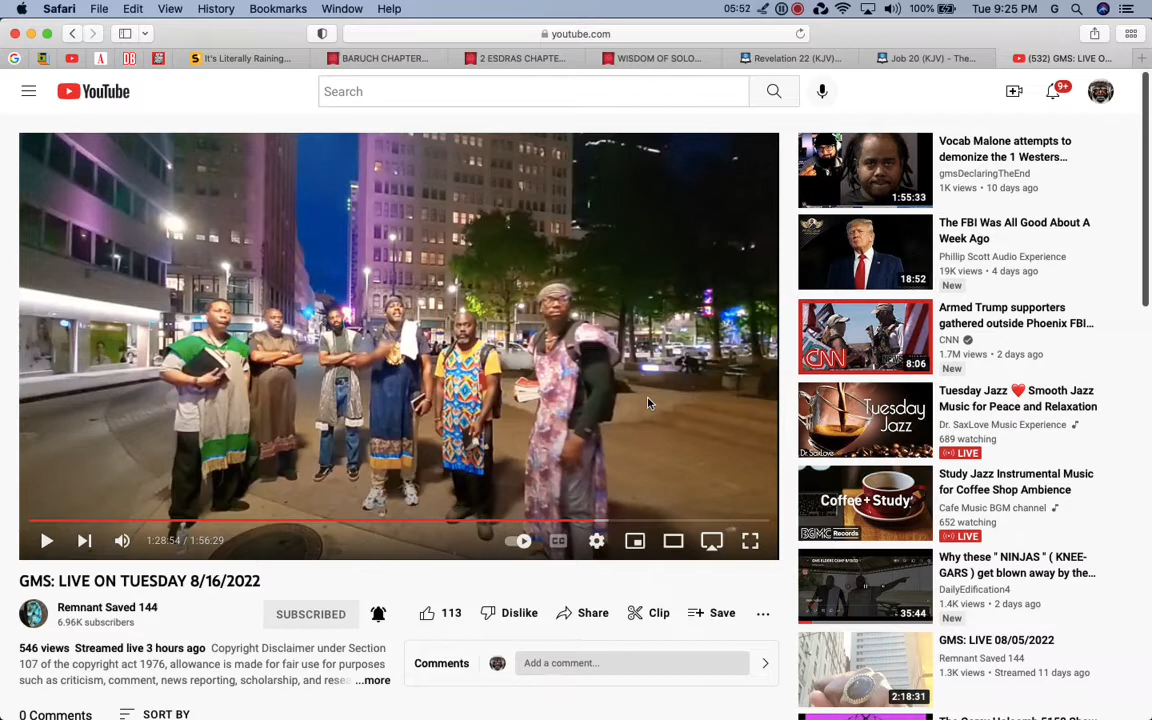 Safari File Edit View History Bookmarks Window Help 05:52 100% Tue 9:25 PM G
youtube.com
It's Literally Raining...
BARUCH CHAPTER...
2 ESDRAS CHAPTE...
WISDOM OF SOLO...
Revelation 22 (KJV)...
Job 20 (KJV) - The...
(532) GMS: LIVE O...
YouTube
Search
9+
1:28:54 / 1:56:29
GMS: LIVE ON TUESDAY 8/16/2022
Remnant Saved 144
6.96K subscribers
SUBSCRIBED
113
Dislike
Share
Clip
Save
546 views Streamed live 3 hours ago Copyright Disclaimer under Section
107 of the copyright act 1976, allowance is made for fair use for purposes
such as criticism, comment, news reporting, scholarship, and resea ...more
Comments
Add a comment...
0 Comments
SORT BY
1:55:33
Vocab Malone attempts to
demonize the 1 Westers...
gmsDeclaringTheEnd
1K views • 10 days ago
18:52
The FBI Was All Good About A
Week Ago
Phillip Scott Audio Experience
19K views • 4 days ago
New
CNN
8:06
Armed Trump supporters
gathered outside Phoenix FBI...
CNN
1.7M views • 2 days ago
New
Tuesday
Jazz
Tuesday Jazz ❤️ Smooth Jazz
Music for Peace and Relaxation
Dr. SaxLove Music Experience
689 watching
LIVE
Coffee+Study
BGMC Records
Study Jazz Instrumental Music
for Coffee Shop Ambience
Cafe Music BGM channel
652 watching
LIVE
35:44
Why these " NINJAS " ( KNEE-
GARS ) get blown away by the...
DailyEdification4
1.4K views • 2 days ago
New
2:18:31
GMS: LIVE 08/05/2022
Remnant Saved 144
1.3K views • Streamed 11 days ago